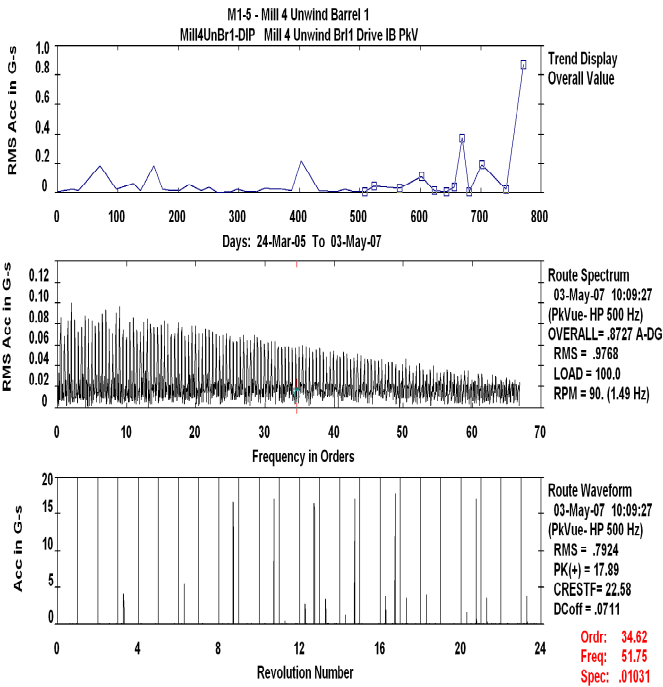 M1-5 - Mill 4 Unwind Barrel 1
Mill4UnBr1-DIP Mill 4 Unwind Brl1 Drive IB PkV
RMS Acc in G-s
1.0
0.8
0.6
0.4
0.2
0
0 100 200 300 400 500 600 700 800
Days: 24-Mar-05 To 03-May-07
Trend Display
Overall Value
RMS Acc in G-s
0.12
0.10
0.08
0.06
0.04
0.02
0
0 10 20 30 40 50 60 70
Frequency in Orders
Route Spectrum
03-May-07 10:09:27
(PkVue- HP 500 Hz)
OVERALL= .8727 A-DG
RMS = .9768
LOAD = 100.0
RPM = 90. (1.49 Hz)
Acc in G-s
20
15
10
5
0
0 4 8 12 16 20 24
Revolution Number
Route Waveform
03-May-07 10:09:27
(PkVue- HP 500 Hz)
RMS = .7924
PK(+) = 17.89
CRESTF= 22.58
DCoff = .0711
Ordr: 34.62
Freq: 51.75
Spec: .01031